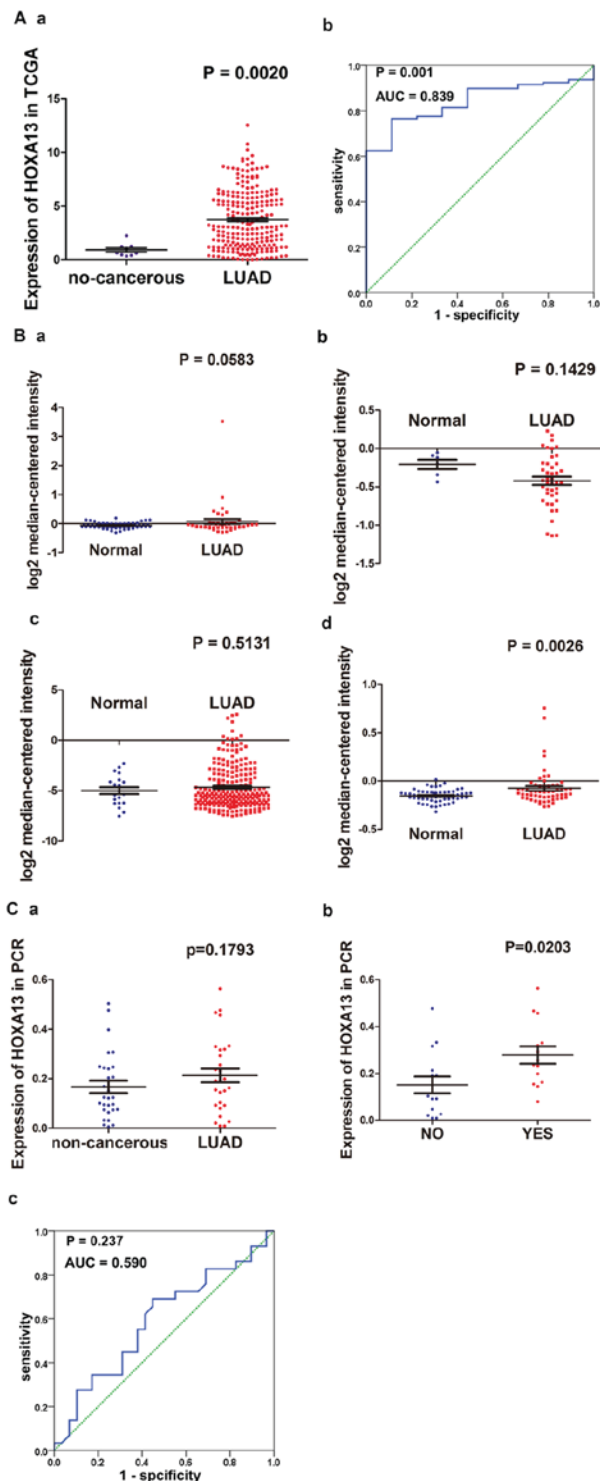 A a
b
P = 0.0020
Expression of HOXA13 in TCGA
15
10
5
0
no-cancerous LUAD
P = 0.001
AUC = 0.839
sensitivity
1.0
0.8
0.6
0.4
0.2
0.0
0.0 0.2 0.4 0.6 0.8 1.0
1 - specificity
B a
P = 0.0583
log2 median-centered intensity
4
3
2
1
0
-1
Normal LUAD
b
P = 0.1429
Normal LUAD
log2 median-centered intensity
0.5
0.0
-0.5
-1.0
-1.5
c
P = 0.5131
Normal LUAD
log2 median-centered intensity
5
0
-5
-10
d
P = 0.0026
log2 median-centered intensity
1.0
0.5
-0.0
-0.5
Normal LUAD
C a
p=0.1793
Expression of HOXA13 in PCR
0.6
0.4
0.2
0.0
non-cancerous LUAD
b
P=0.0203
Expression of HOXA13 in PCR
0.6
0.4
0.2
0.0
NO YES
c
P = 0.237
AUC = 0.590
sensitivity
1.0
0.8
0.6
0.4
0.2
0.0
0.0 0.2 0.4 0.6 0.8 1.0
1 - spcificity